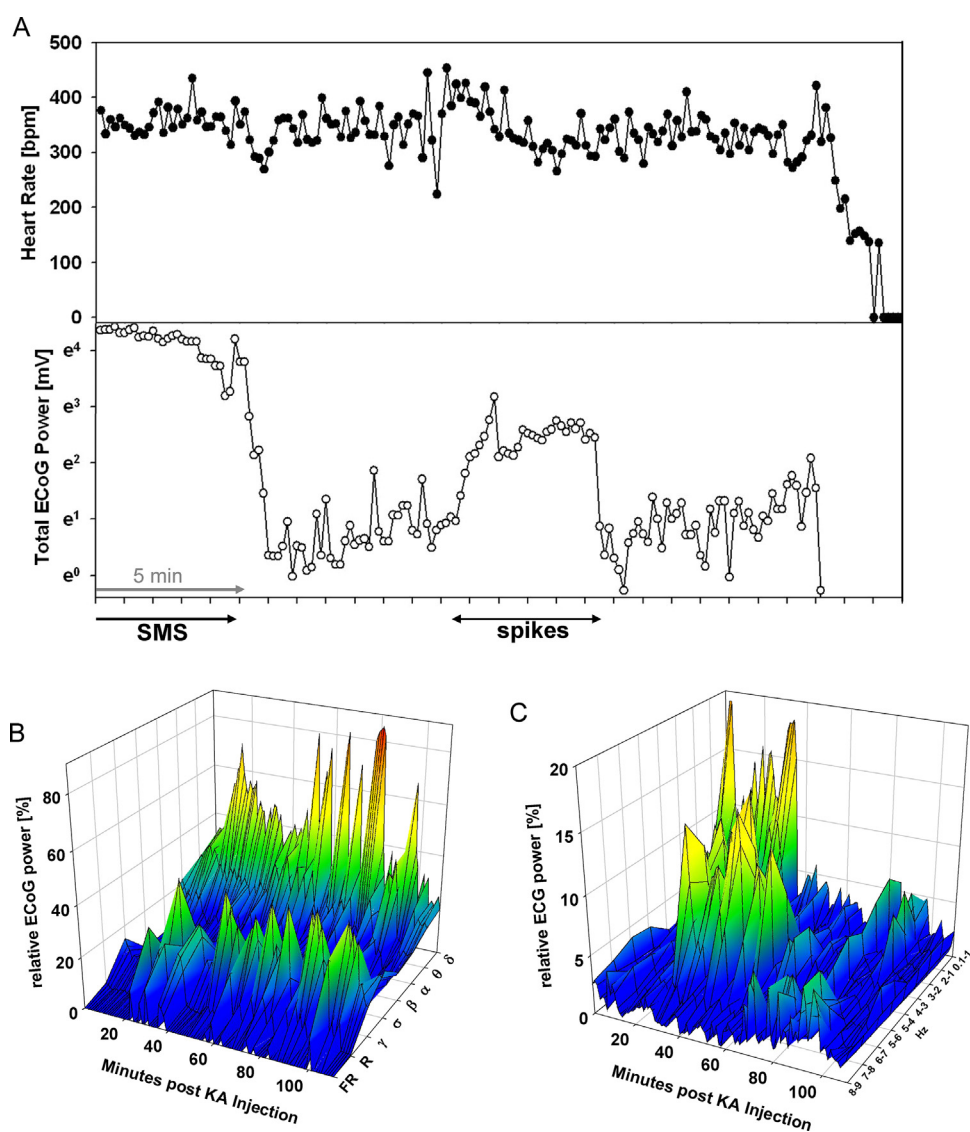 A
500
400
300
200
100
0
Heart Rate [bpm]
e⁴
e³
e²
e¹
e⁰
Total ECoG Power [mV]
5 min
SMS
spikes
B
80
60
40
20
0
relative ECoG power [%]
20
40
60
80
100
Minutes post KA Injection
FR R γ σ β α θ δ
C
20
15
10
5
0
relative ECG power [%]
20
40
60
80
100
Minutes post KA Injection
8-9 7-8 6-7 5-6 5-4 4-3 3-2 2-1 0.1-1
Hz